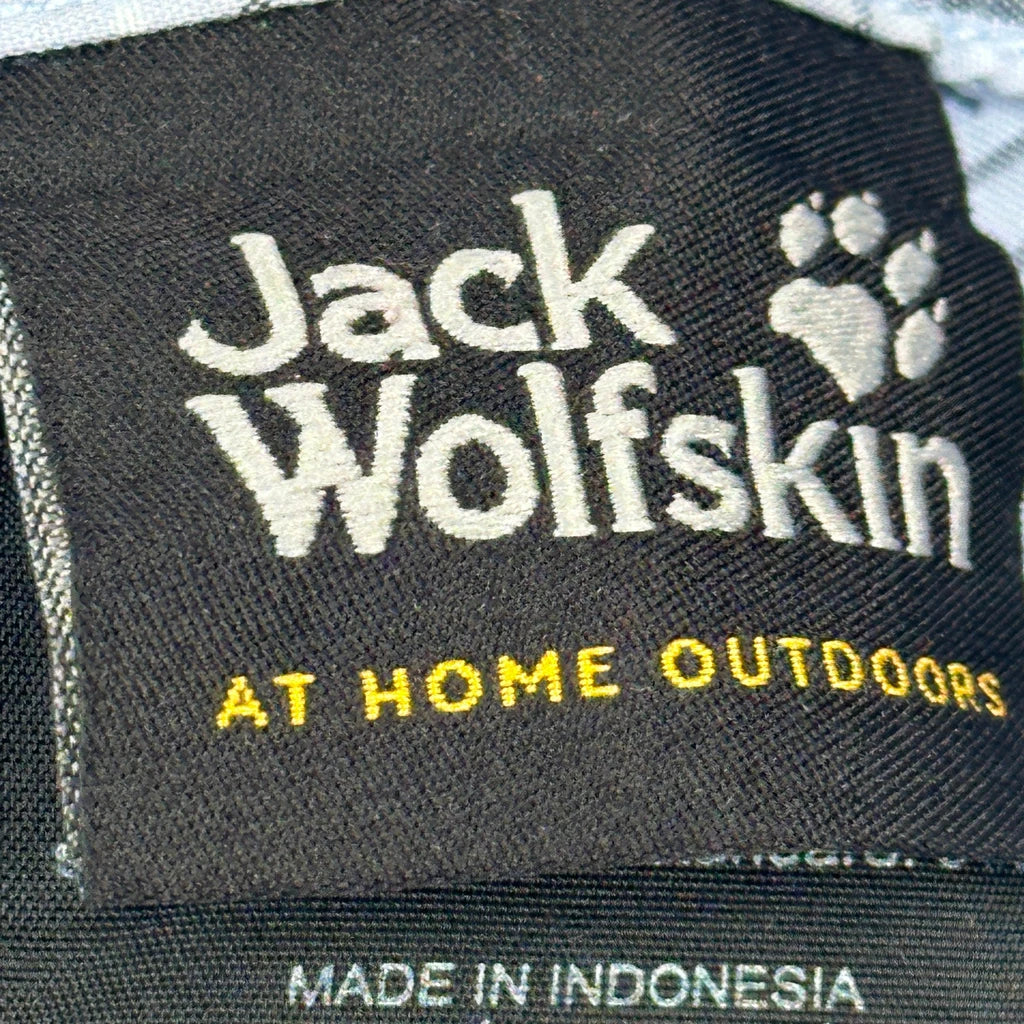 Jack
Wolfskin
AT HOME OUTDOORS
MADE IN INDONESIA